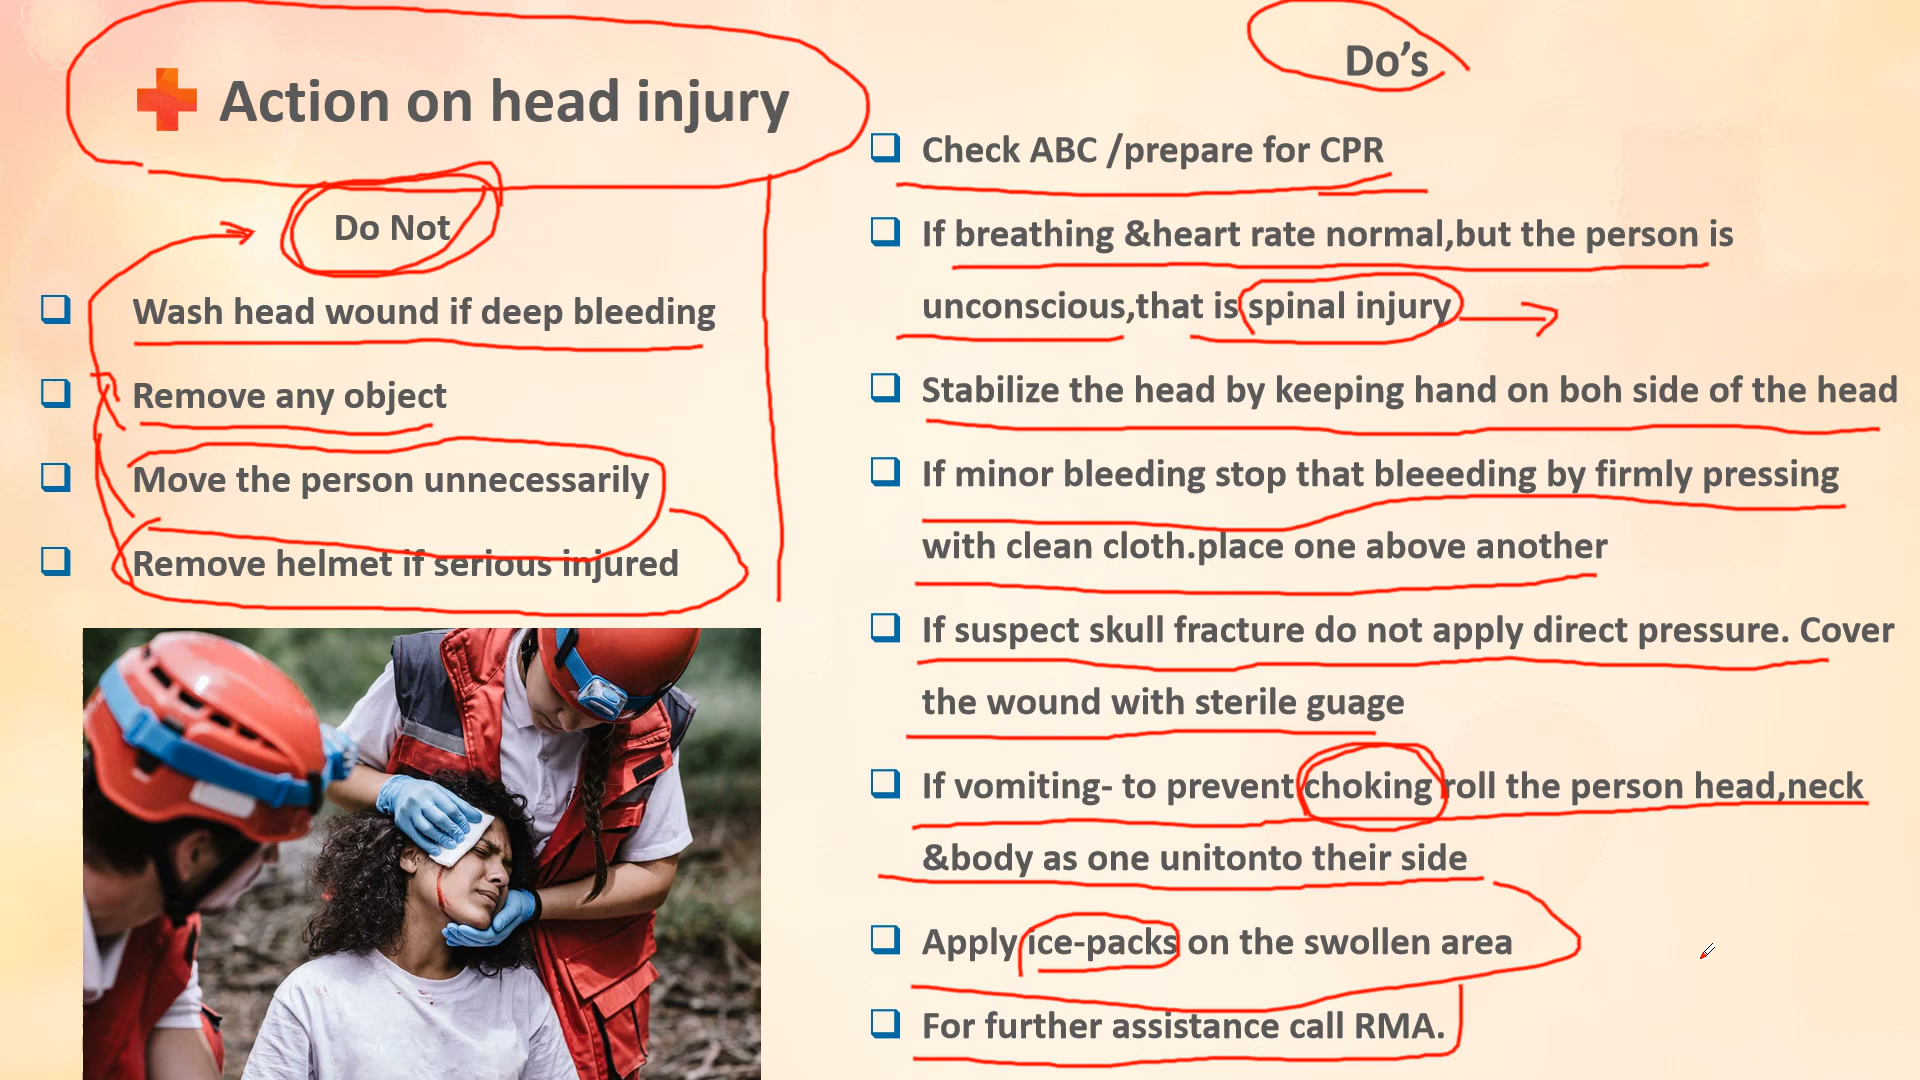 Action on head injury
Do Not
Wash head wound if deep bleeding
Remove any object
Move the person unnecessarily
Remove helmet if serious injured
Do's
Check ABC /prepare for CPR
If breathing &heart rate normal,but the person is
unconscious,that is spinal injury
Stabilize the head by keeping hand on boh side of the head
If minor bleeding stop that bleeeding by firmly pressing
with clean cloth.place one above another
If suspect skull fracture do not apply direct pressure. Cover
the wound with sterile guage
If vomiting- to prevent choking roll the person head,neck
&body as one unitonto their side
Apply ice-packs on the swollen area
For further assistance call RMA.